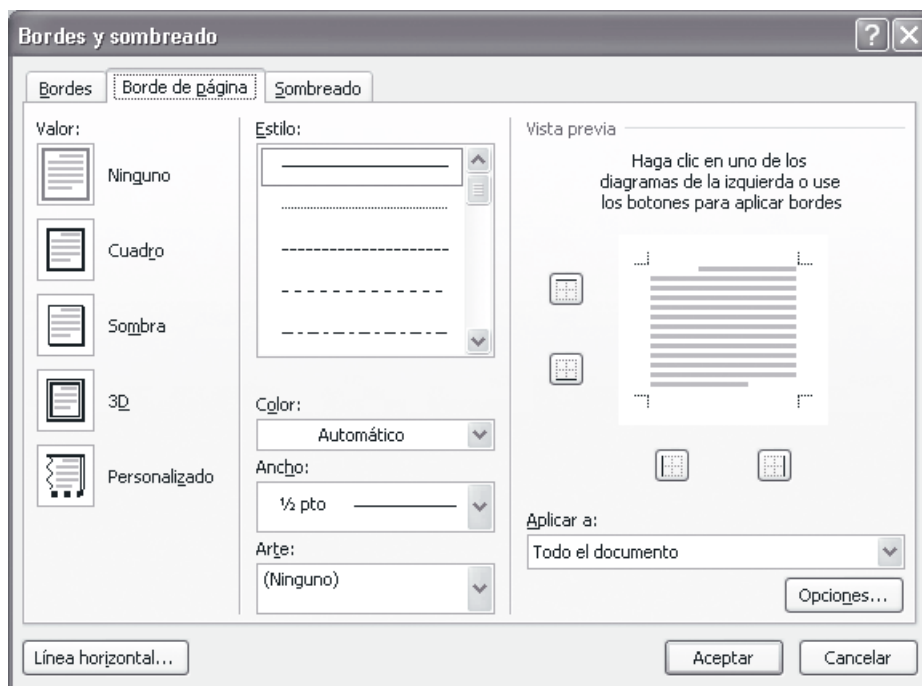 Bordes y sombreado
Bordes
Borde de página
Sombreado
Valor:
Ninguno
Cuadro
Sombra
3D
Personalizado
Estilo:
Color:
Automático
Ancho:
½ pto
Arte:
(Ninguno)
Vista previa
Haga clic en uno de los
diagramas de la izquierda o use
los botones para aplicar bordes
Aplicar a:
Todo el documento
Opciones...
Línea horizontal...
Aceptar
Cancelar